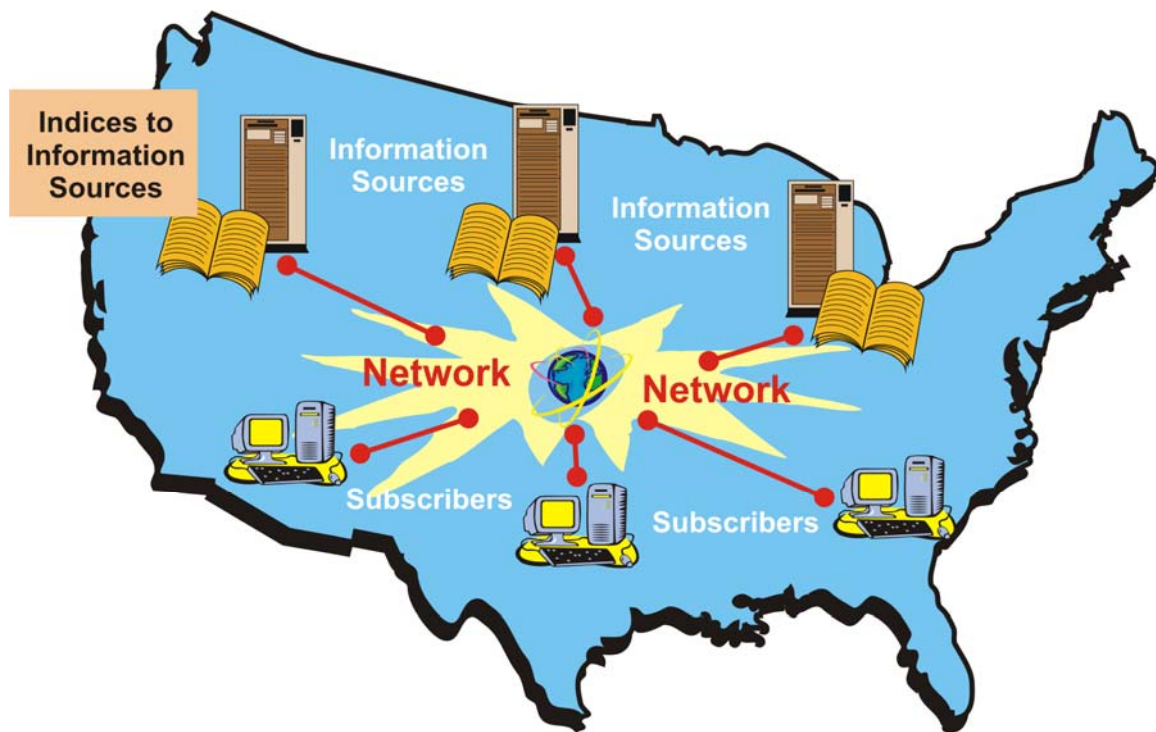 Indices to
Information
Sources
Information
Sources
Information
Sources
Network
Network
Subscribers
Subscribers